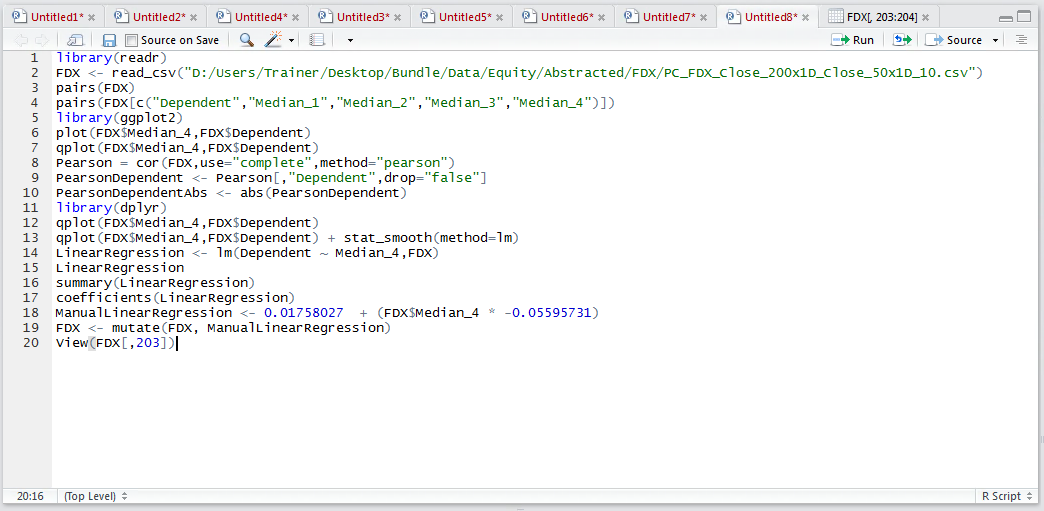 Untitled1* Untitled2* Untitled4* Untitled3* Untitled5* Untitled6* Untitled7* Untitled8* FDX[, 203:204]
Source on Save Run Source
1 library(readr)
2 FDX <- read_csv("D:/Users/Trainer/Desktop/Bundle/Data/Equity/Abstracted/FDX/PC_FDX_Close_200x1D_Close_50x1D_10.csv")
3 pairs(FDX)
4 pairs(FDX[c("Dependent","Median_1","Median_2","Median_3","Median_4")])
5 library(ggplot2)
6 plot(FDX$Median_4,FDX$Dependent)
7 qplot(FDX$Median_4,FDX$Dependent)
8 Pearson = cor(FDX,use="complete",method="pearson")
9 PearsonDependent <- Pearson[,"Dependent",drop="false"]
10 PearsonDependentAbs <- abs(PearsonDependent)
11 library(dplyr)
12 qplot(FDX$Median_4,FDX$Dependent)
13 qplot(FDX$Median_4,FDX$Dependent) + stat_smooth(method=lm)
14 LinearRegression <- lm(Dependent ~ Median_4,FDX)
15 LinearRegression
16 summary(LinearRegression)
17 coefficients(LinearRegression)
18 ManualLinearRegression <- 0.01758027  + (FDX$Median_4 * -0.05595731)
19 FDX <- mutate(FDX, ManualLinearRegression)
20 View(FDX[,203])
20:16 (Top Level) R Script